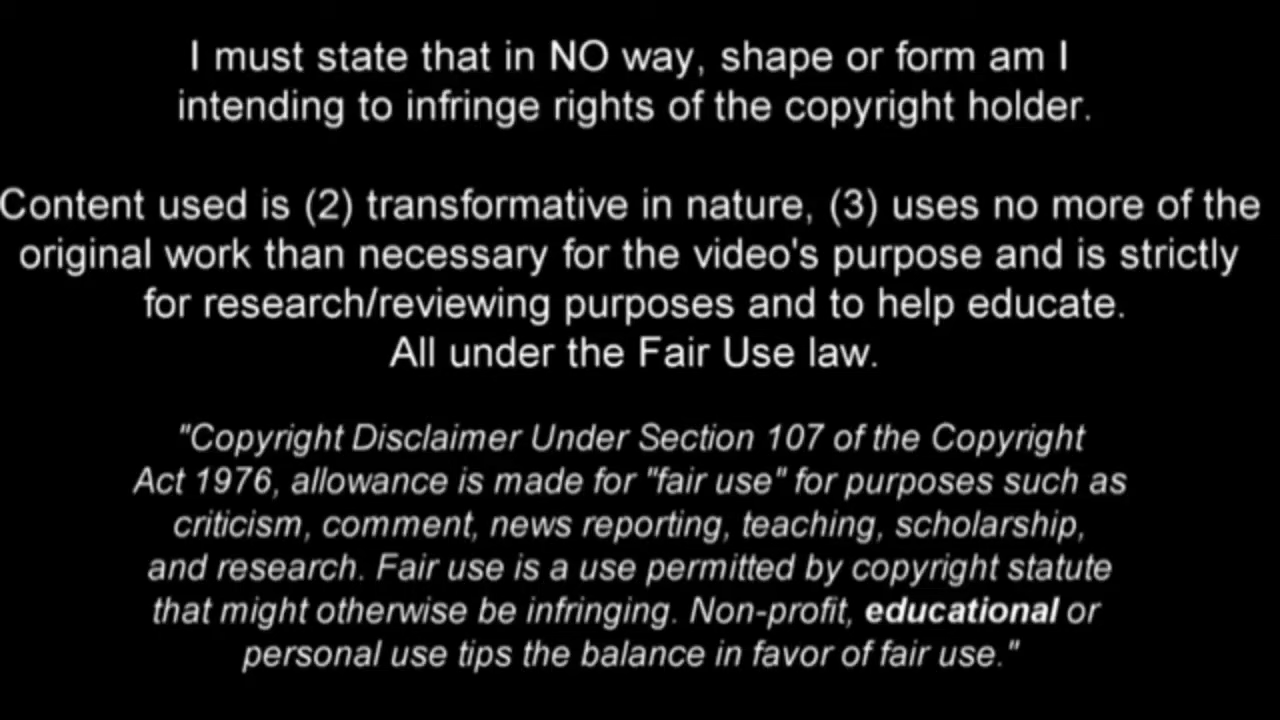 I must state that in NO way, shape or form am I
intending to infringe rights of the copyright holder.
Content used is (2) transformative in nature, (3) uses no more of the
original work than necessary for the video's purpose and is strictly
for research/reviewing purposes and to help educate.
All under the Fair Use law.
"Copyright Disclaimer Under Section 107 of the Copyright
Act 1976, allowance is made for "fair use" for purposes such as
criticism, comment, news reporting, teaching, scholarship,
and research. Fair use is a use permitted by copyright statute
that might otherwise be infringing. Non-profit, educational or
personal use tips the balance in favor of fair use."